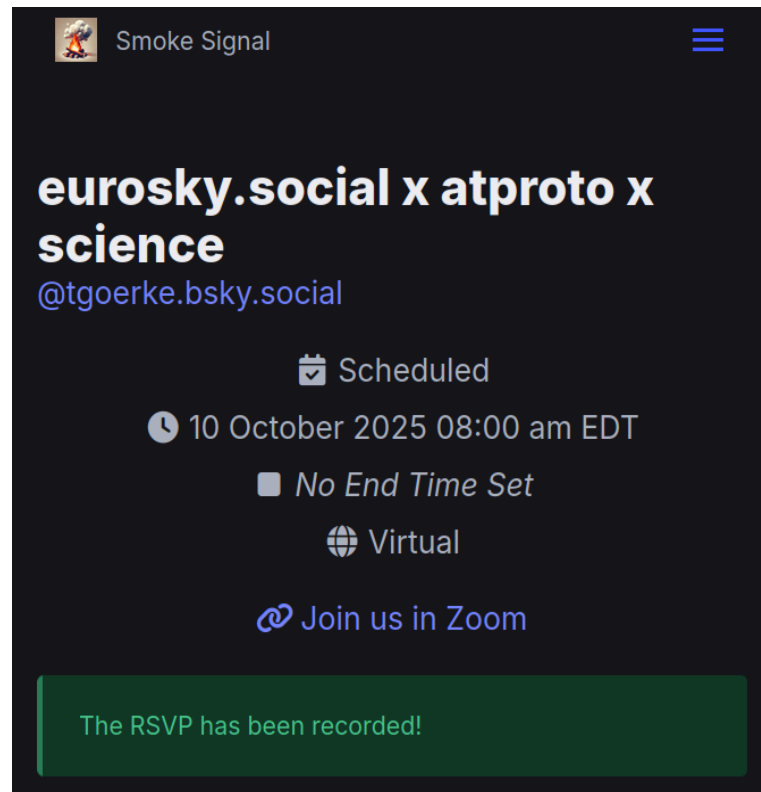 Smoke Signal
eurosky.social x atproto x
science
@tgoerke.bsky.social
Scheduled
10 October 2025 08:00 am EDT
No End Time Set
Virtual
Join us in Zoom
The RSVP has been recorded!